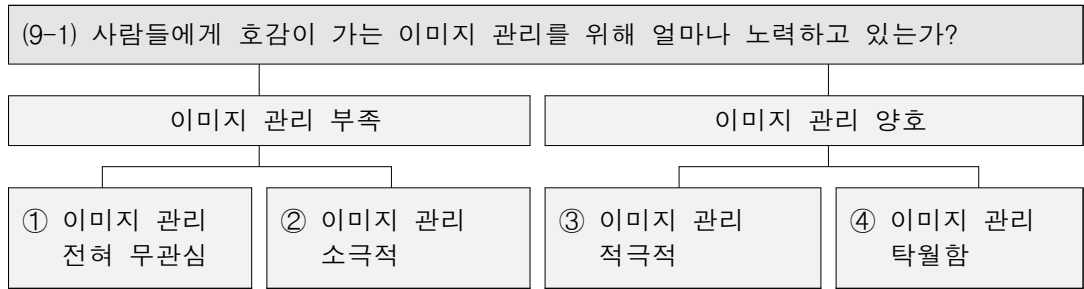 (9-1) 사람들에게 호감이 가는 이미지 관리를 위해 얼마나 노력하고 있는가?
이미지 관리 부족
이미지 관리 양호
① 이미지 관리
전혀 무관심
② 이미지 관리
소극적
③ 이미지 관리
적극적
④ 이미지 관리
탁월함